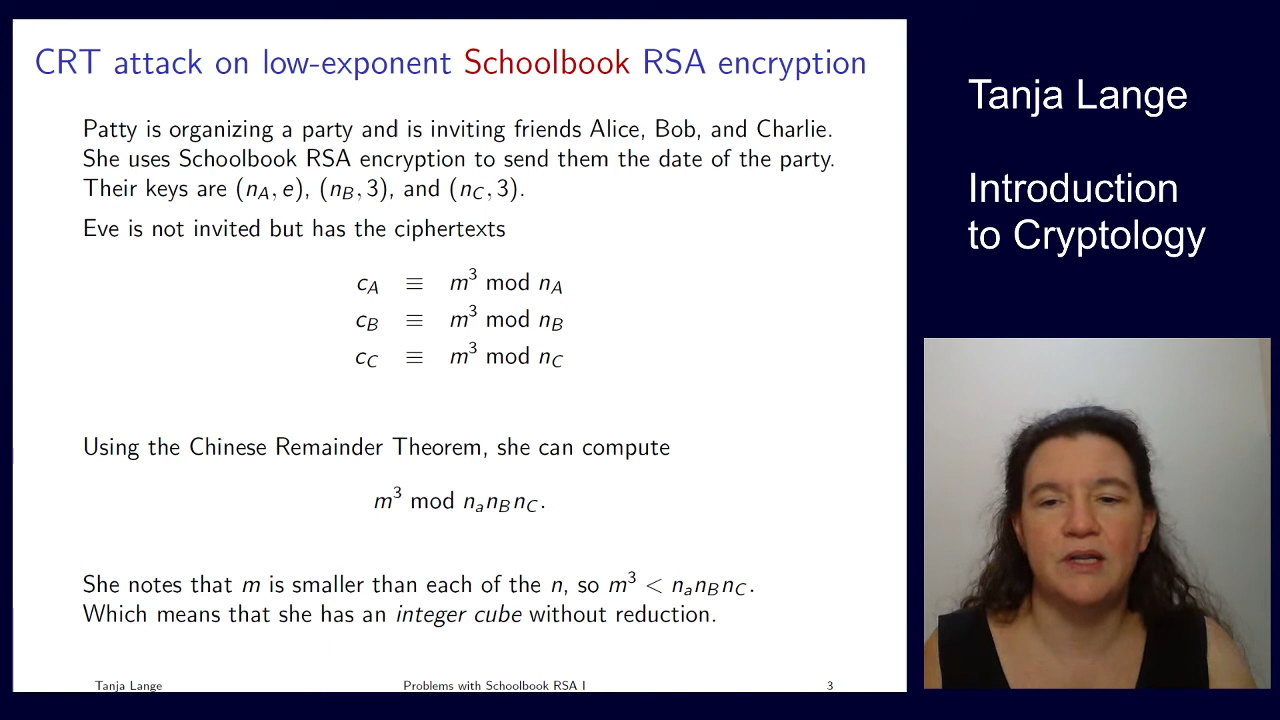 CRT attack on low-exponent Schoolbook RSA encryption
Patty is organizing a party and is inviting friends Alice, Bob, and Charlie.
She uses Schoolbook RSA encryption to send them the date of the party.
Their keys are (n_A, e), (n_B, 3), and (n_C, 3).
Eve is not invited but has the ciphertexts
c_A ≡ m^3 mod n_A
c_B ≡ m^3 mod n_B
c_C ≡ m^3 mod n_C
Using the Chinese Remainder Theorem, she can compute
m^3 mod n_a n_B n_C.
She notes that m is smaller than each of the n, so m^3 < n_a n_B n_C.
Which means that she has an integer cube without reduction.
Tanja Lange Problems with Schoolbook RSA I 3
Tanja Lange
Introduction
to Cryptology